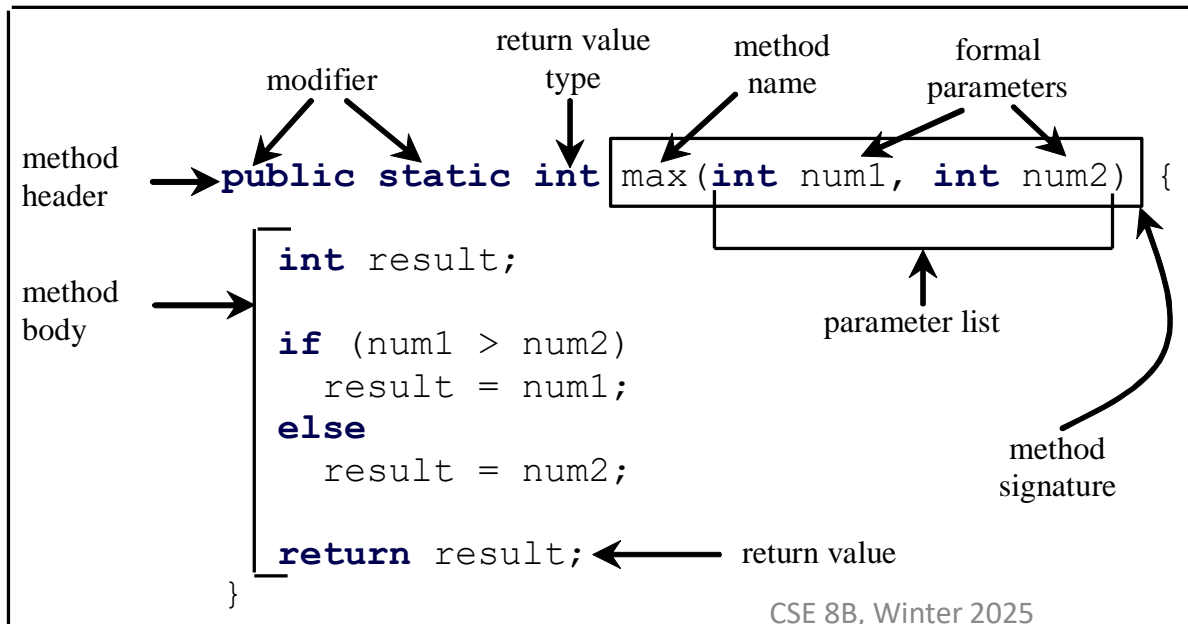 return value
type
method
name
formal
parameters
modifier
method
header
public static int max(int num1, int num2) {
method
body
int result;
parameter list
if (num1 > num2)
result = num1;
else
result = num2;
method
signature
return result;
return value
}
CSE 8B, Winter 2025